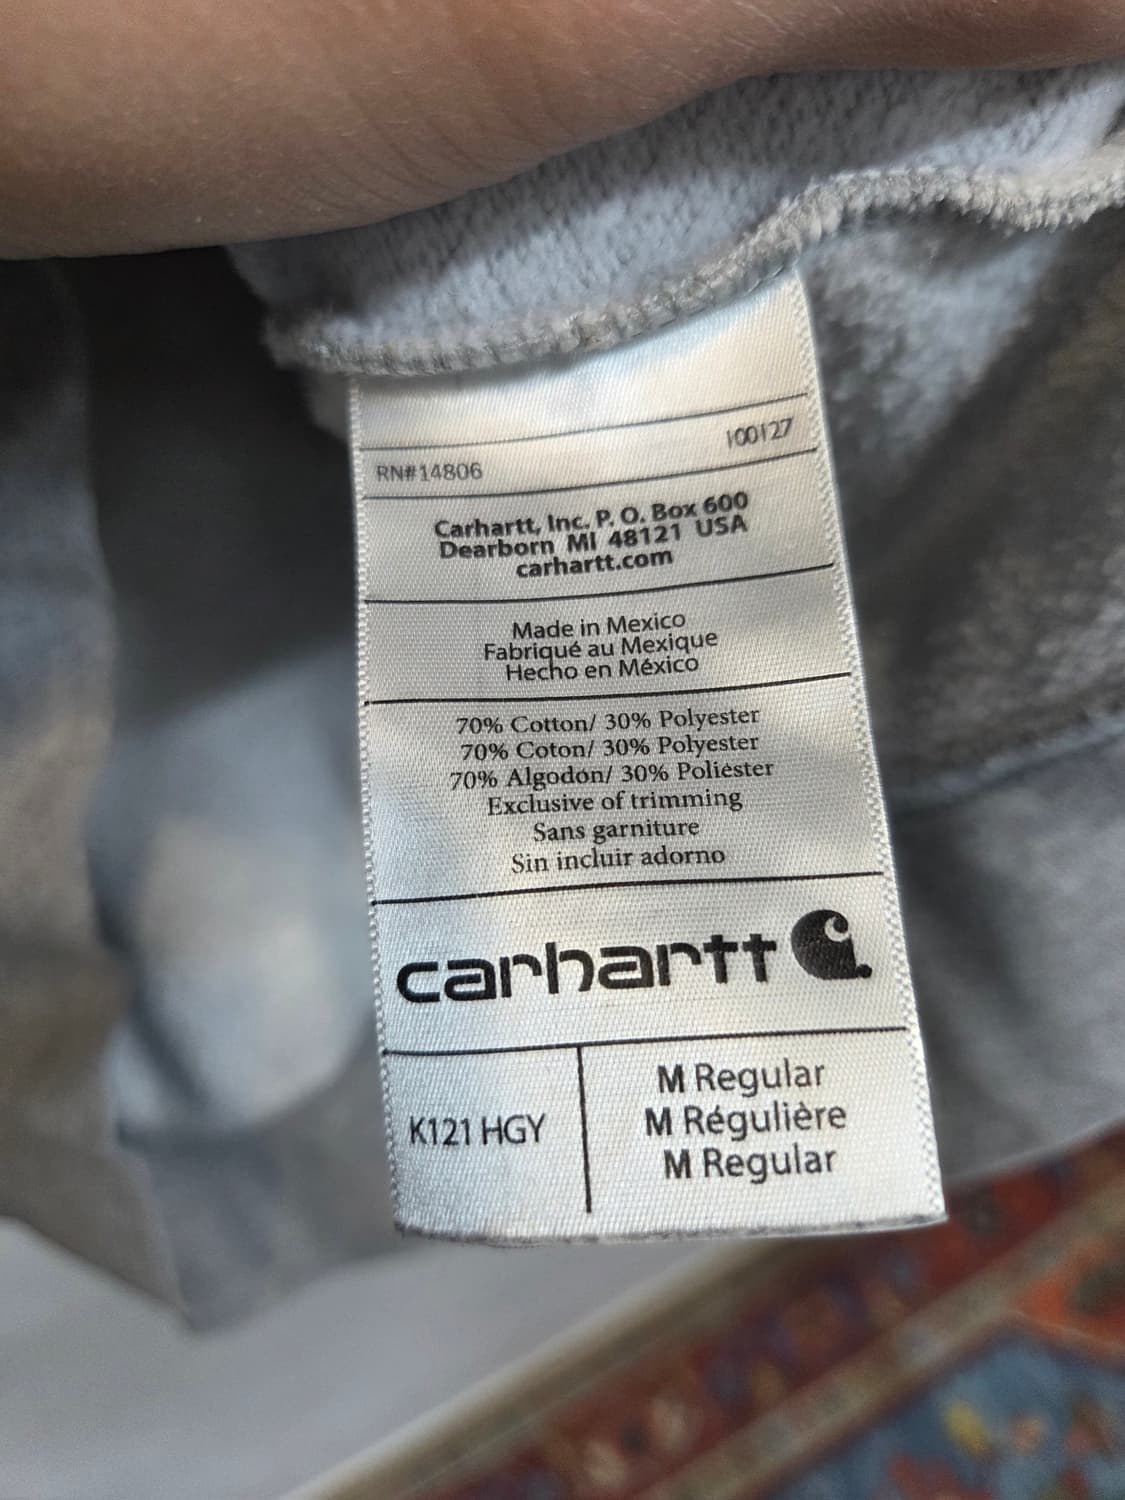 100127
RN#14806
Carhartt, Inc. P. O. Box 600
Dearborn MI 48121 USA
carhartt.com
Made in Mexico
Fabriqué au Mexique
Hecho en México
70% Cotton/ 30% Polyester
70% Coton/ 30% Polyester
70% Algodón/ 30% Poliéster
Exclusive of trimming
Sans garniture
Sin incluir adorno
carhartt
K121 HGY
M Regular
M Régulière
M Regular